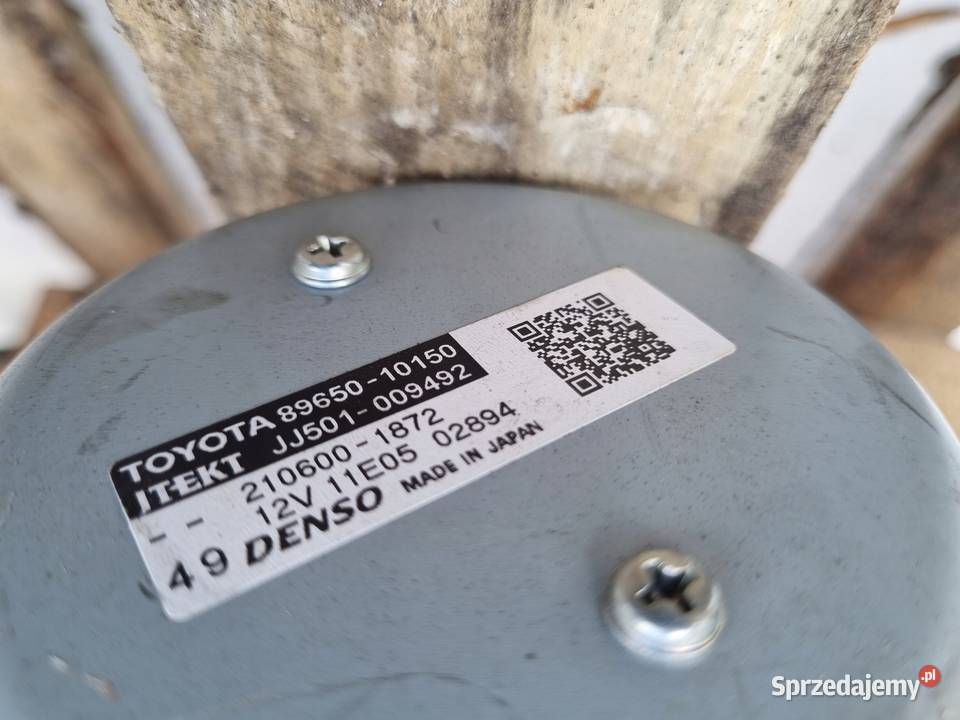 TOYOTA 89650-10150
JTEKT JJ501-009492
-- 210600-1872
12V 11E05 02894
49 DENSO MADE IN JAPAN
Sprzedajemy.pl